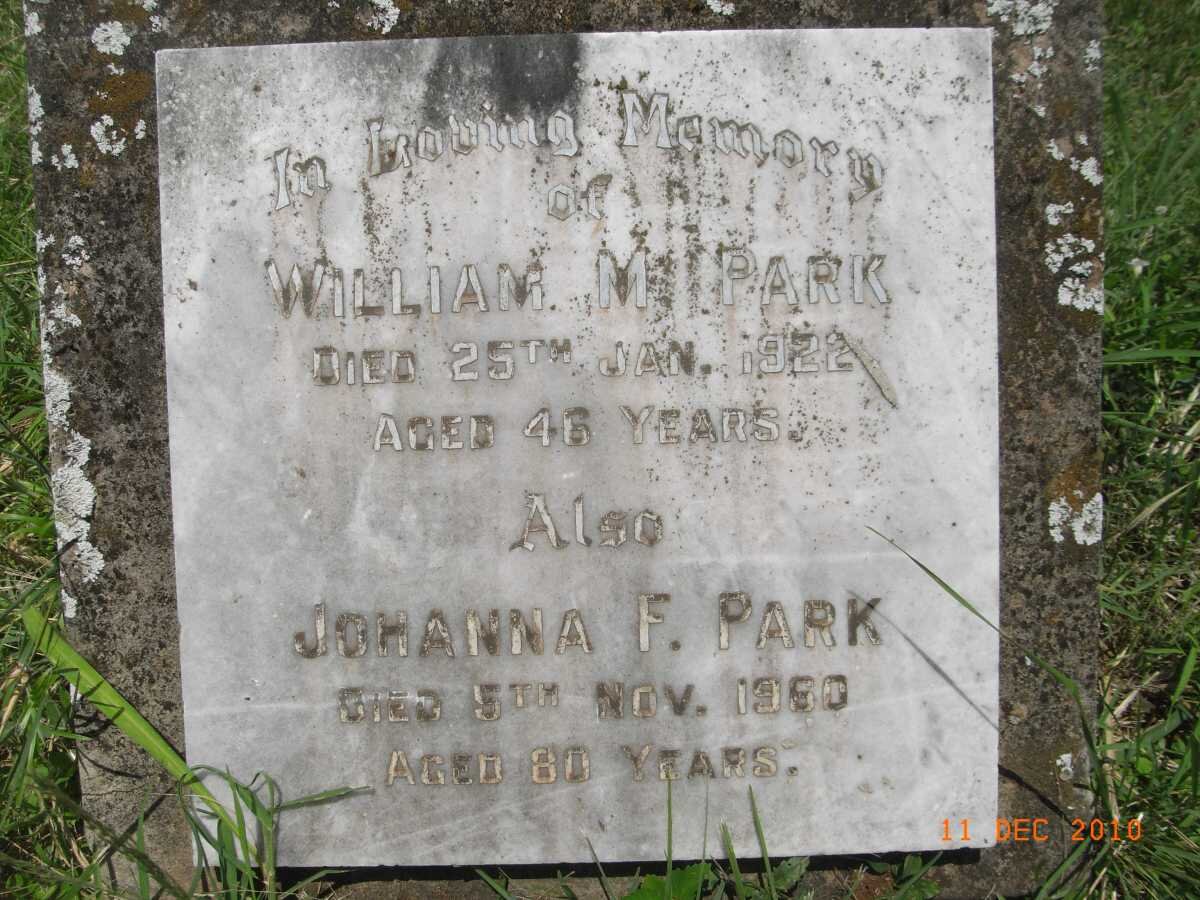 In Loving Memory
of
WILLIAM M PARK
DIED 25TH JAN. 1922
AGED 46 YEARS.
Also
JOHANNA F. PARK
DIED 5TH NOV. 1960
AGED 80 YEARS.
11 DEC 2010